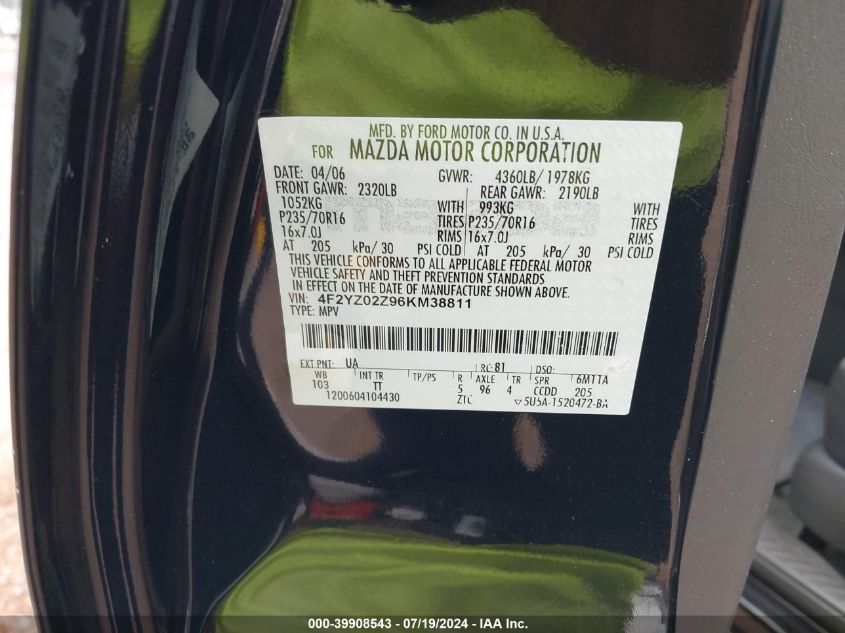 MFD. BY FORD MOTOR CO. IN U.S.A.
FOR MAZDA MOTOR CORPORATION
DATE: 04/06 GVWR: 4360LB/ 1978KG
FRONT GAWR: 2320LB REAR GAWR: 2190LB
1052KG WITH 993KG WITH
P235/70R16 TIRES P235/70R16 TIRES
16x7.0J RIMS 16x7.0J RIMS
AT 205 kPa/ 30 PSI COLD AT 205 kPa/ 30 PSI COLD
THIS VEHICLE CONFORMS TO ALL APPLICABLE FEDERAL MOTOR
VEHICLE SAFETY AND THEFT PREVENTION STANDARDS
IN EFFECT ON THE DATE OF MANUFACTURE SHOWN ABOVE.
VIN: 4F2YZ02Z96KM38811
TYPE: MPV
EXT PNT: UA RC: 81 DSO:
WB INT TR TP/PS R AXLE TR SPR 6M11A
103 TT 5 96 4 CCDD 205
1200604104430 ZTC 5U5A-1520472-BA
000-39908543 / 07/19/2024 - IAA Inc.